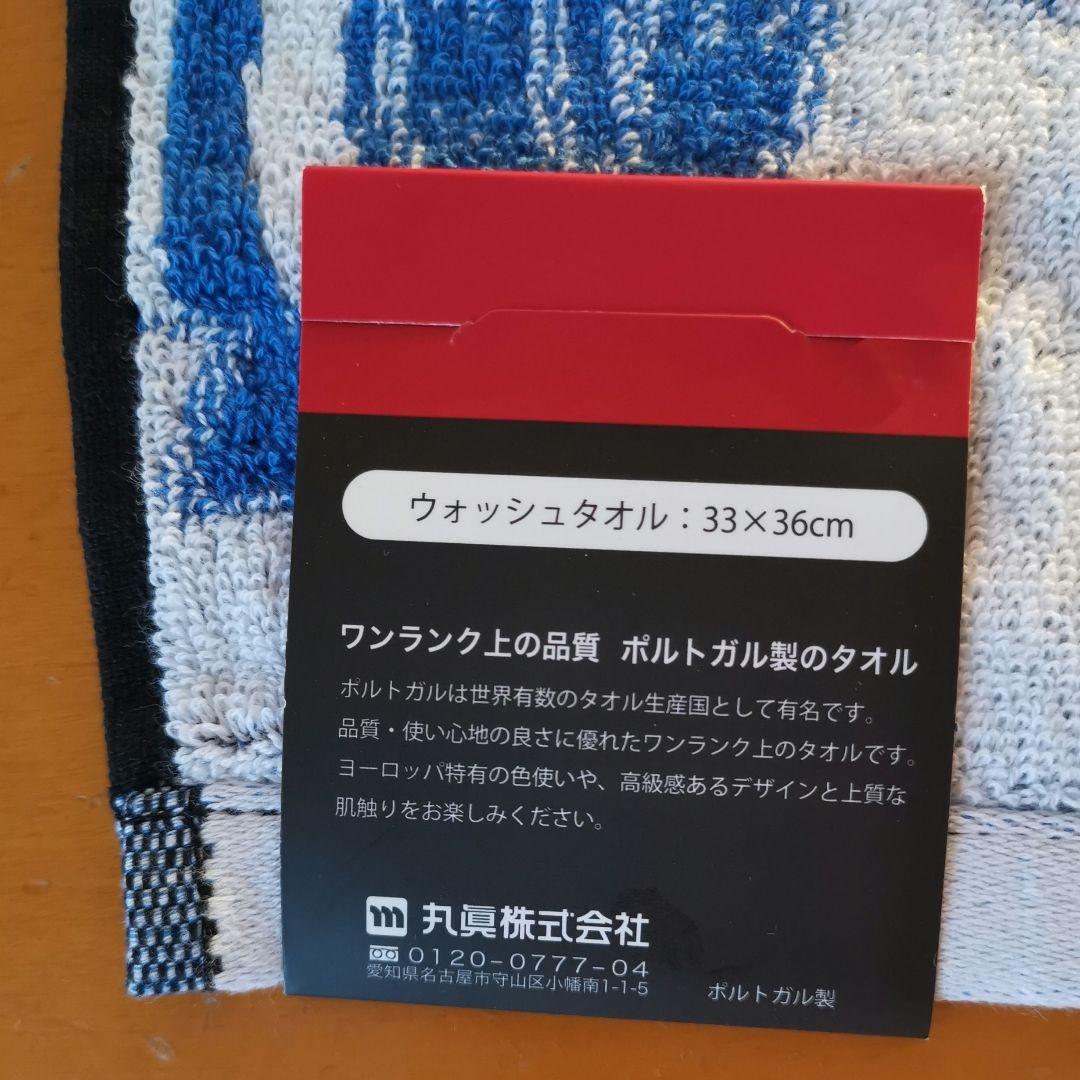 ウォッシュタオル：33×36cm
ワンランク上の品質 ポルトガル製のタオル
ポルトガルは世界有数のタオル生産国として有名です。
品質・使い心地の良さに優れたワンランク上のタオルです。
ヨーロッパ特有の色使いや、高級感あるデザインと上質な
肌触りをお楽しみください。
m 丸眞株式会社
0120-0777-04
愛知県名古屋市守山区小幡南1-1-5
ポルトガル製